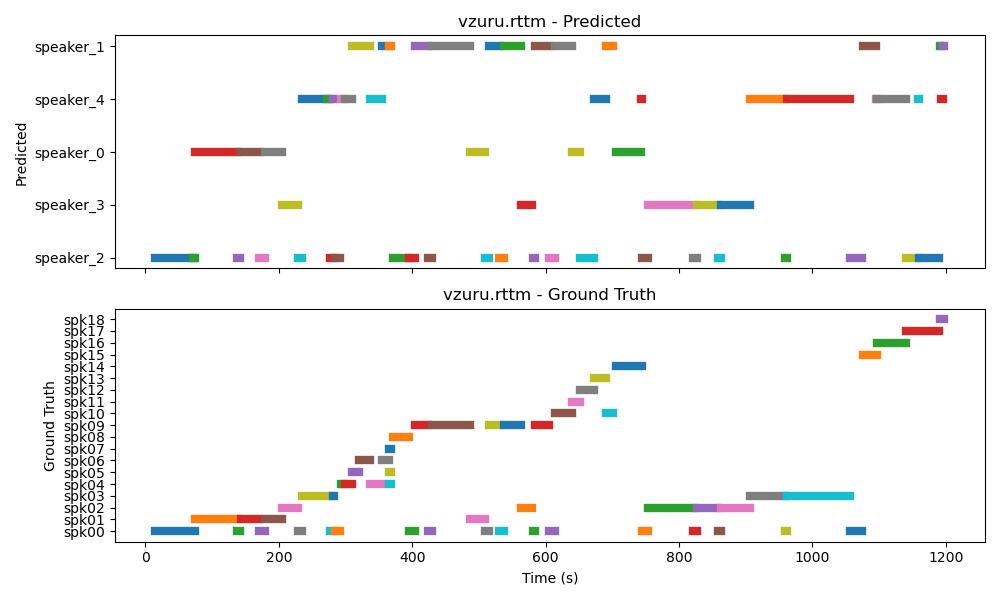 vzuru.rttm - Predicted
speaker_1
speaker_4
speaker_0
speaker_3
speaker_2
Predicted
vzuru.rttm - Ground Truth
spk18
spk17
spk16
spk15
spk14
spk13
spk12
spk11
spk10
spk09
spk08
spk07
spk06
spk05
spk04
spk03
spk02
spk01
spk00
Ground Truth
0 200 400 600 800 1000 1200
Time (s)